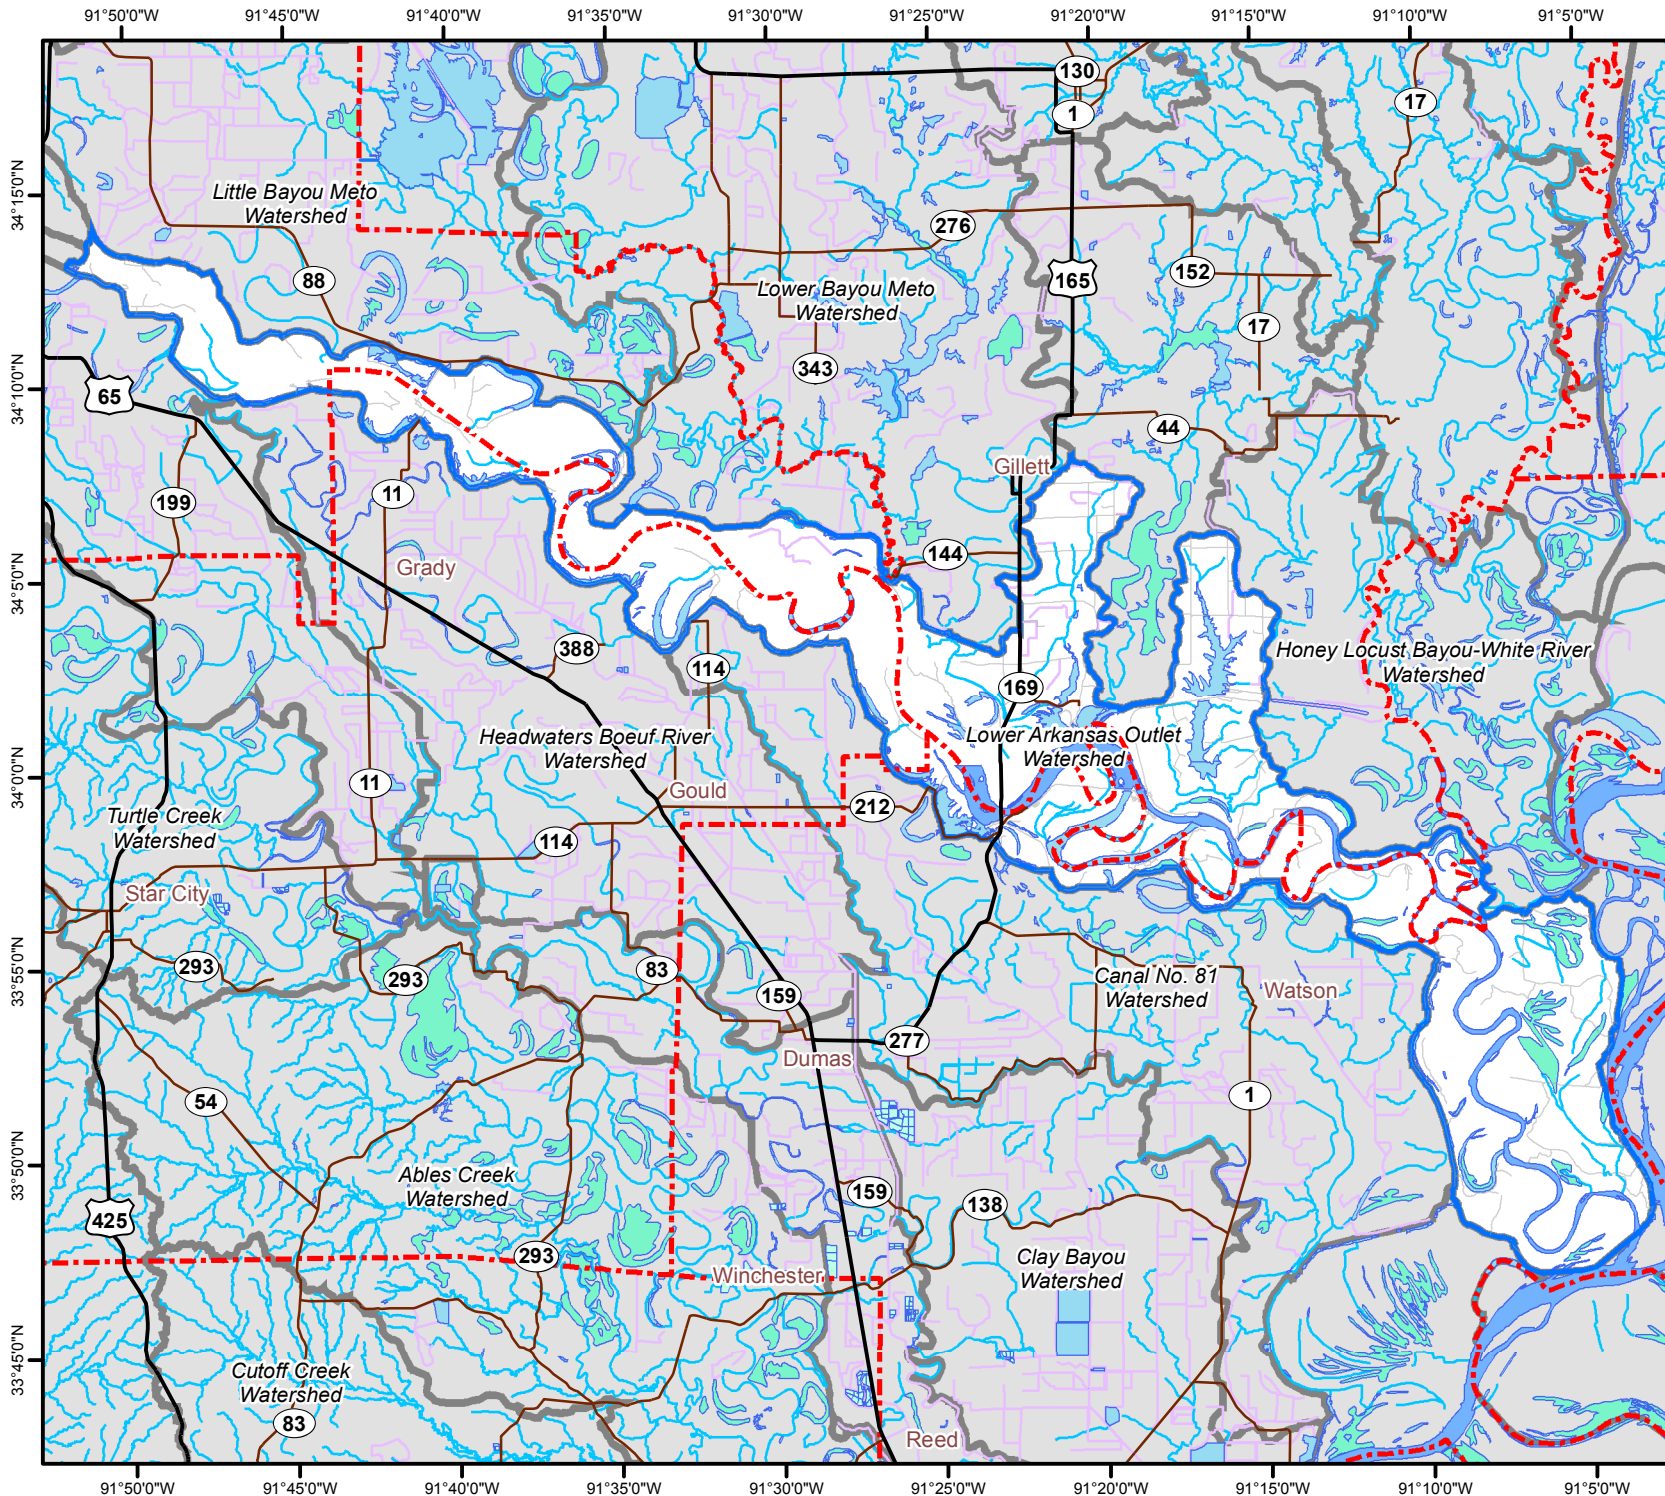 91°50'0"W 91°45'0"W 91°40'0"W 91°35'0"W 91°30'0"W 91°25'0"W 91°20'0"W 91°15'0"W 91°10'0"W 91°5'0"W
130
17
1
34°15'0"N
Little Bayou Meto
Watershed
276
152
88
165
Lower Bayou Meto
Watershed
17
343
34°10'0"N
65
44
Gillett
11
199
144
Grady
34°5'0"N
388
Honey Locust Bayou-White River
Watershed
114
169
Headwaters Boeuf River
Watershed
Lower Arkansas Outlet
Watershed
34°0'0"N
11
Gould
212
Turtle Creek
Watershed
114
Star City
293
293
83
33°55'0"N
Canal No. 81
Watershed
159
Watson
277
Dumas
54
1
33°50'0"N
Ables Creek
Watershed
159
138
425
293
Clay Bayou
Watershed
Winchester
33°45'0"N
Cutoff Creek
Watershed
83
Reed
91°50'0"W 91°45'0"W 91°40'0"W 91°35'0"W 91°30'0"W 91°25'0"W 91°20'0"W 91°15'0"W 91°10'0"W 91°5'0"W